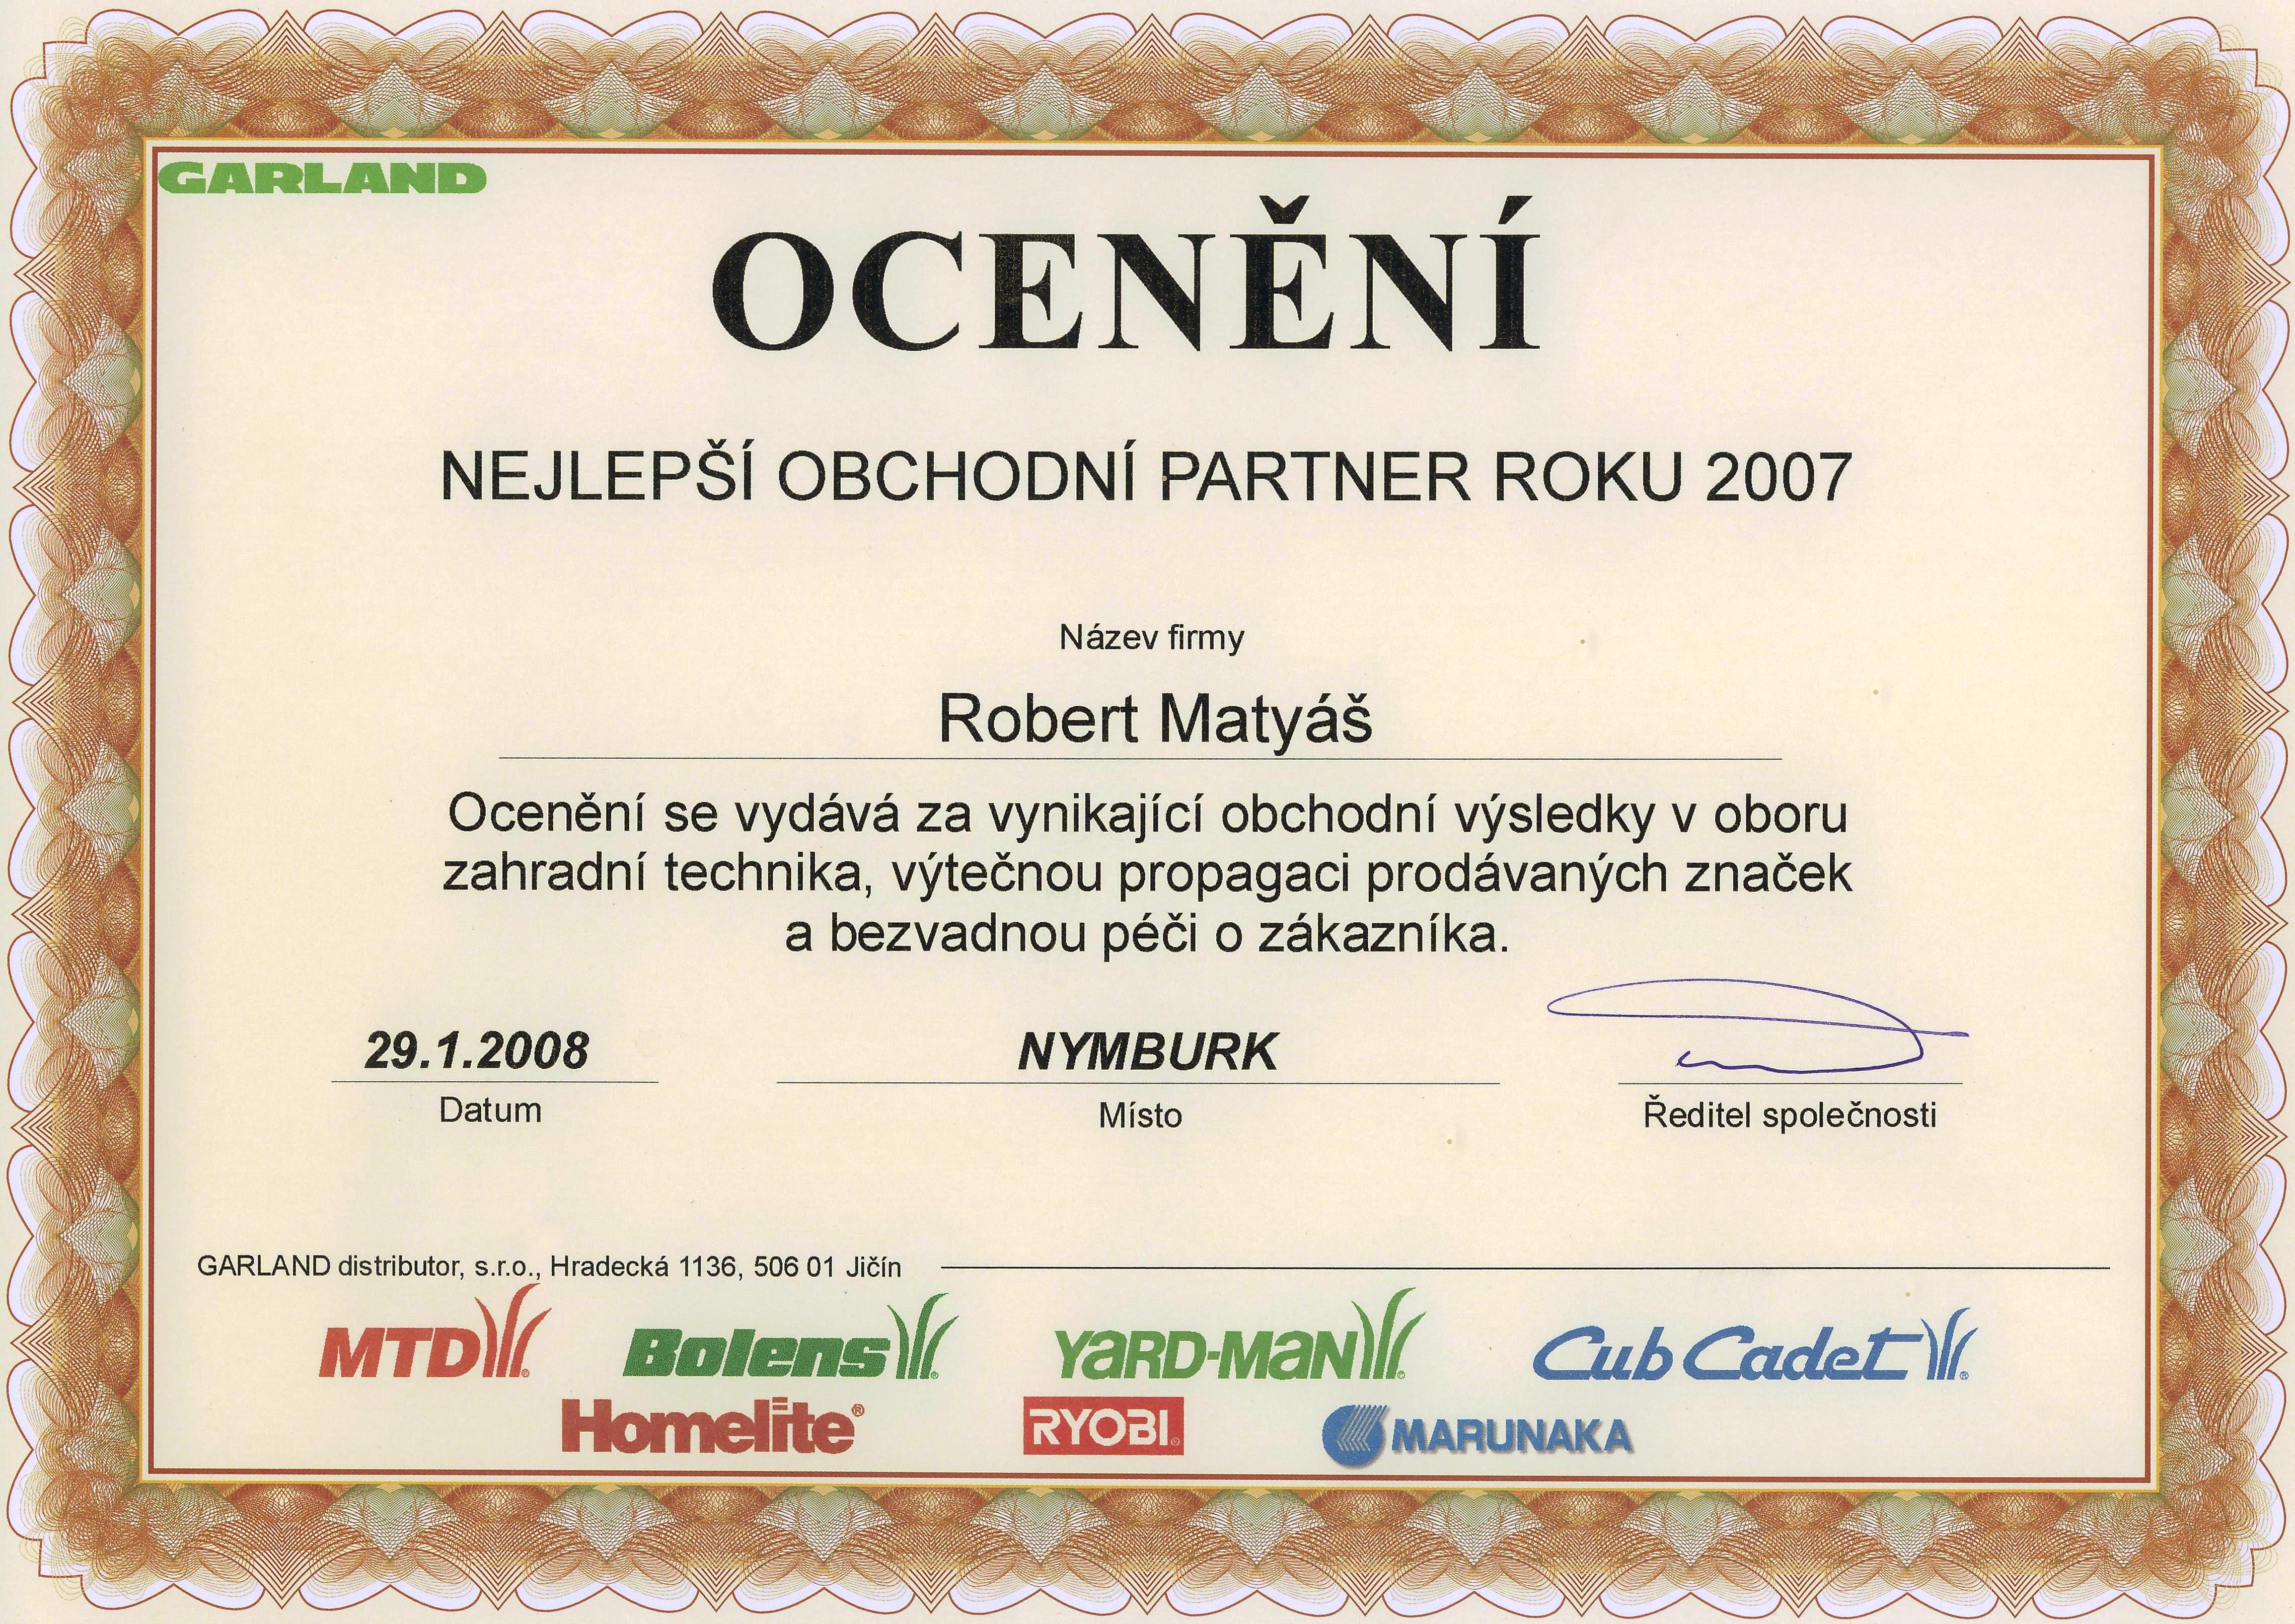 GARLAND
OCENĚNÍ
NEJLEPŠÍ OBCHODNÍ PARTNER ROKU 2007
Název firmy
Robert Matyáš
Ocenění se vydává za vynikající obchodní výsledky v oboru
zahradní technika, výtečnou propagaci prodávaných značek
a bezvadnou péči o zákazníka.
29.1.2008 NYMBURK
Datum Místo Ředitel společnosti
GARLAND distributor, s.r.o., Hradecká 1136, 506 01 Jičín
MTD® Bolens® YARD-MAN® Cub Cadet®
Homelite® RYOBI® MARUNAKA